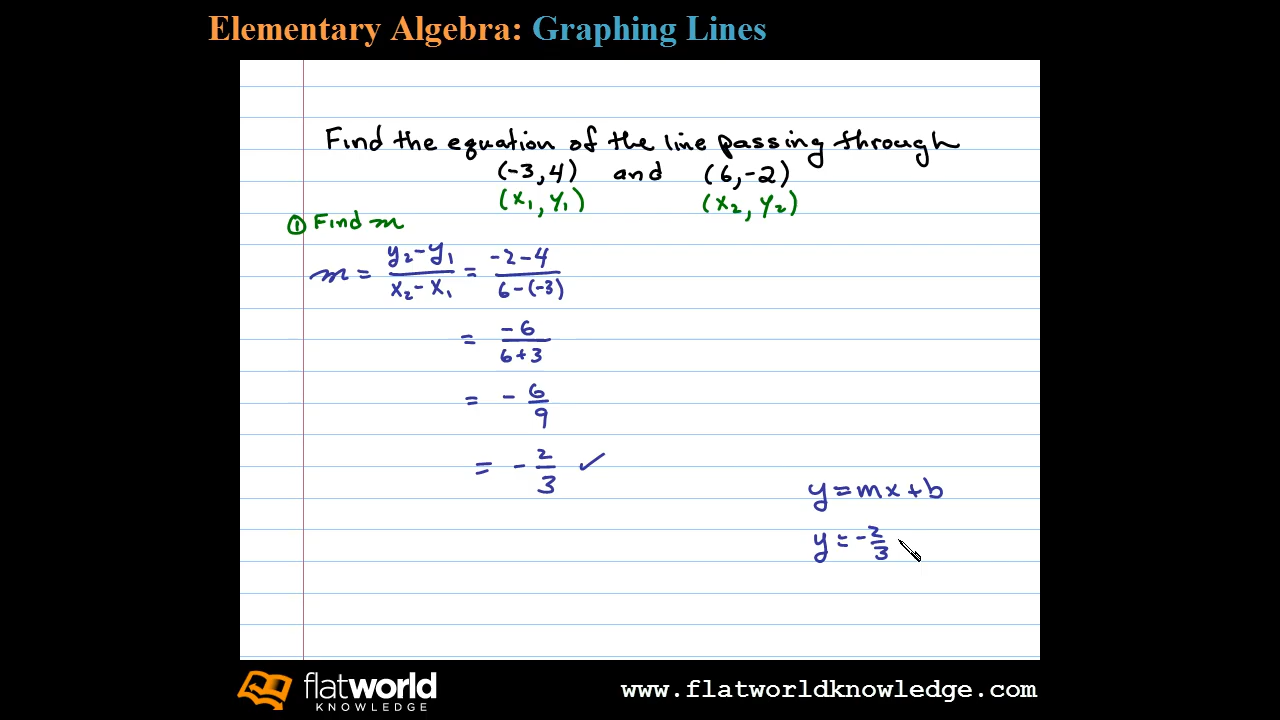 Elementary Algebra: Graphing Lines
Find the equation of the line passing through
(-3,4) and (6,-2)
(x₁, y₁) (x₂, y₂)
① Find m
m = (y₂-y₁)/(x₂-x₁) = (-2-4)/(6-(-3))
= -6/(6+3)
= - 6/9
= - 2/3 ✓
y = mx + b
y = -2/3
flatworld
KNOWLEDGE
www.flatworldknowledge.com